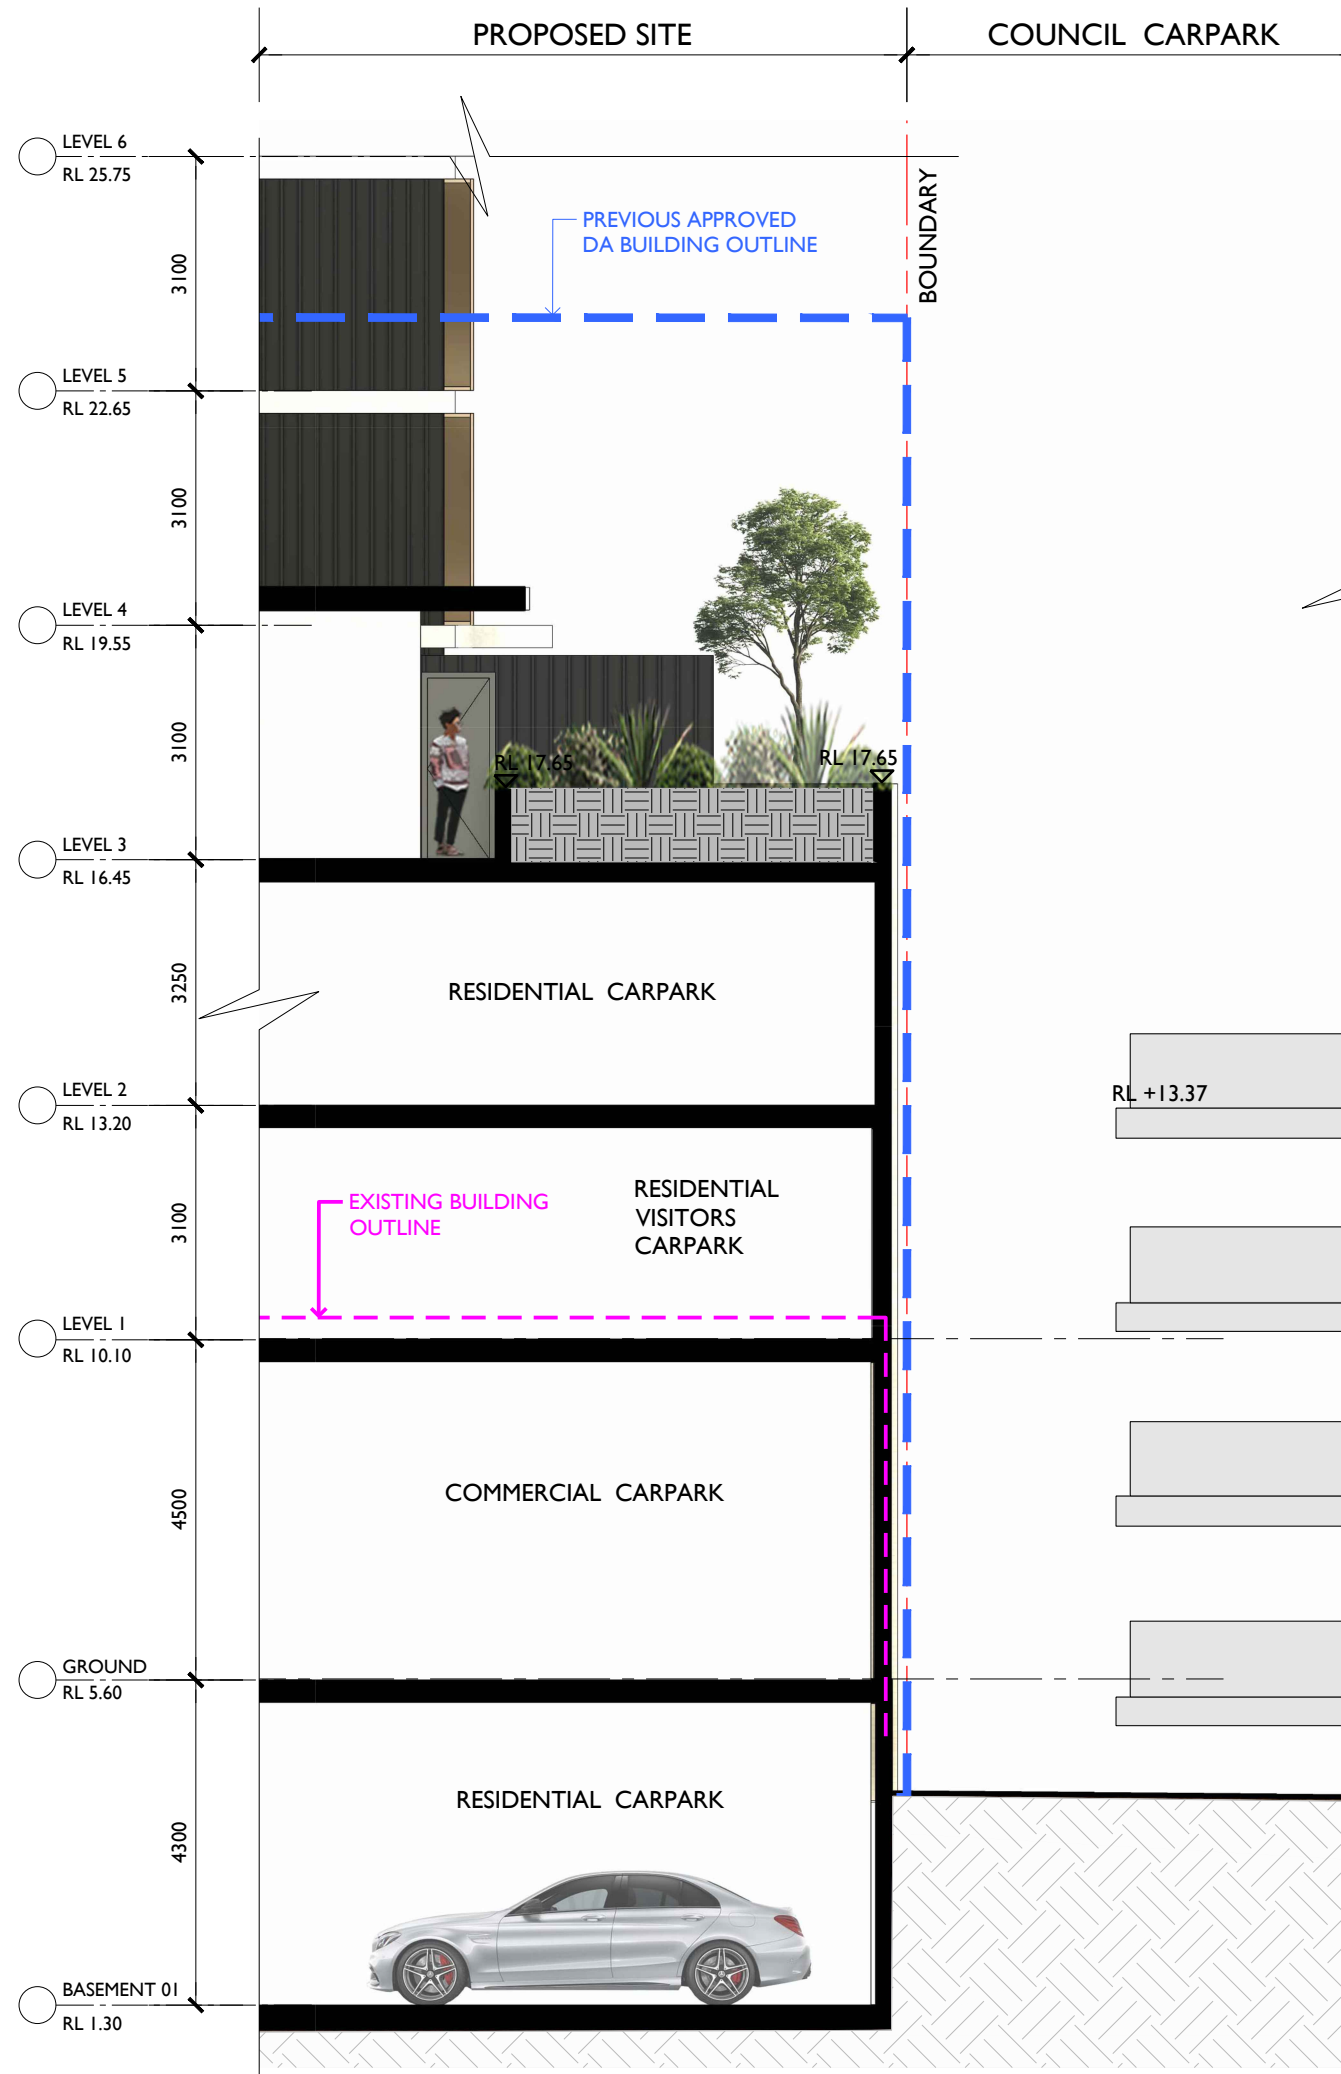 PROPOSED SITE
COUNCIL CARPARK
LEVEL 6
RL 25.75
BOUNDARY
PREVIOUS APPROVED
DA BUILDING OUTLINE
3100
LEVEL 5
RL 22.65
3100
LEVEL 4
RL 19.55
3100
RL 17.65
RL 17.65
LEVEL 3
RL 16.45
3250
RESIDENTIAL CARPARK
LEVEL 2
RL 13.20
RL +13.37
3100
EXISTING BUILDING
OUTLINE
RESIDENTIAL
VISITORS
CARPARK
LEVEL 1
RL 10.10
4500
COMMERCIAL CARPARK
GROUND
RL 5.60
4300
RESIDENTIAL CARPARK
BASEMENT 01
RL 1.30